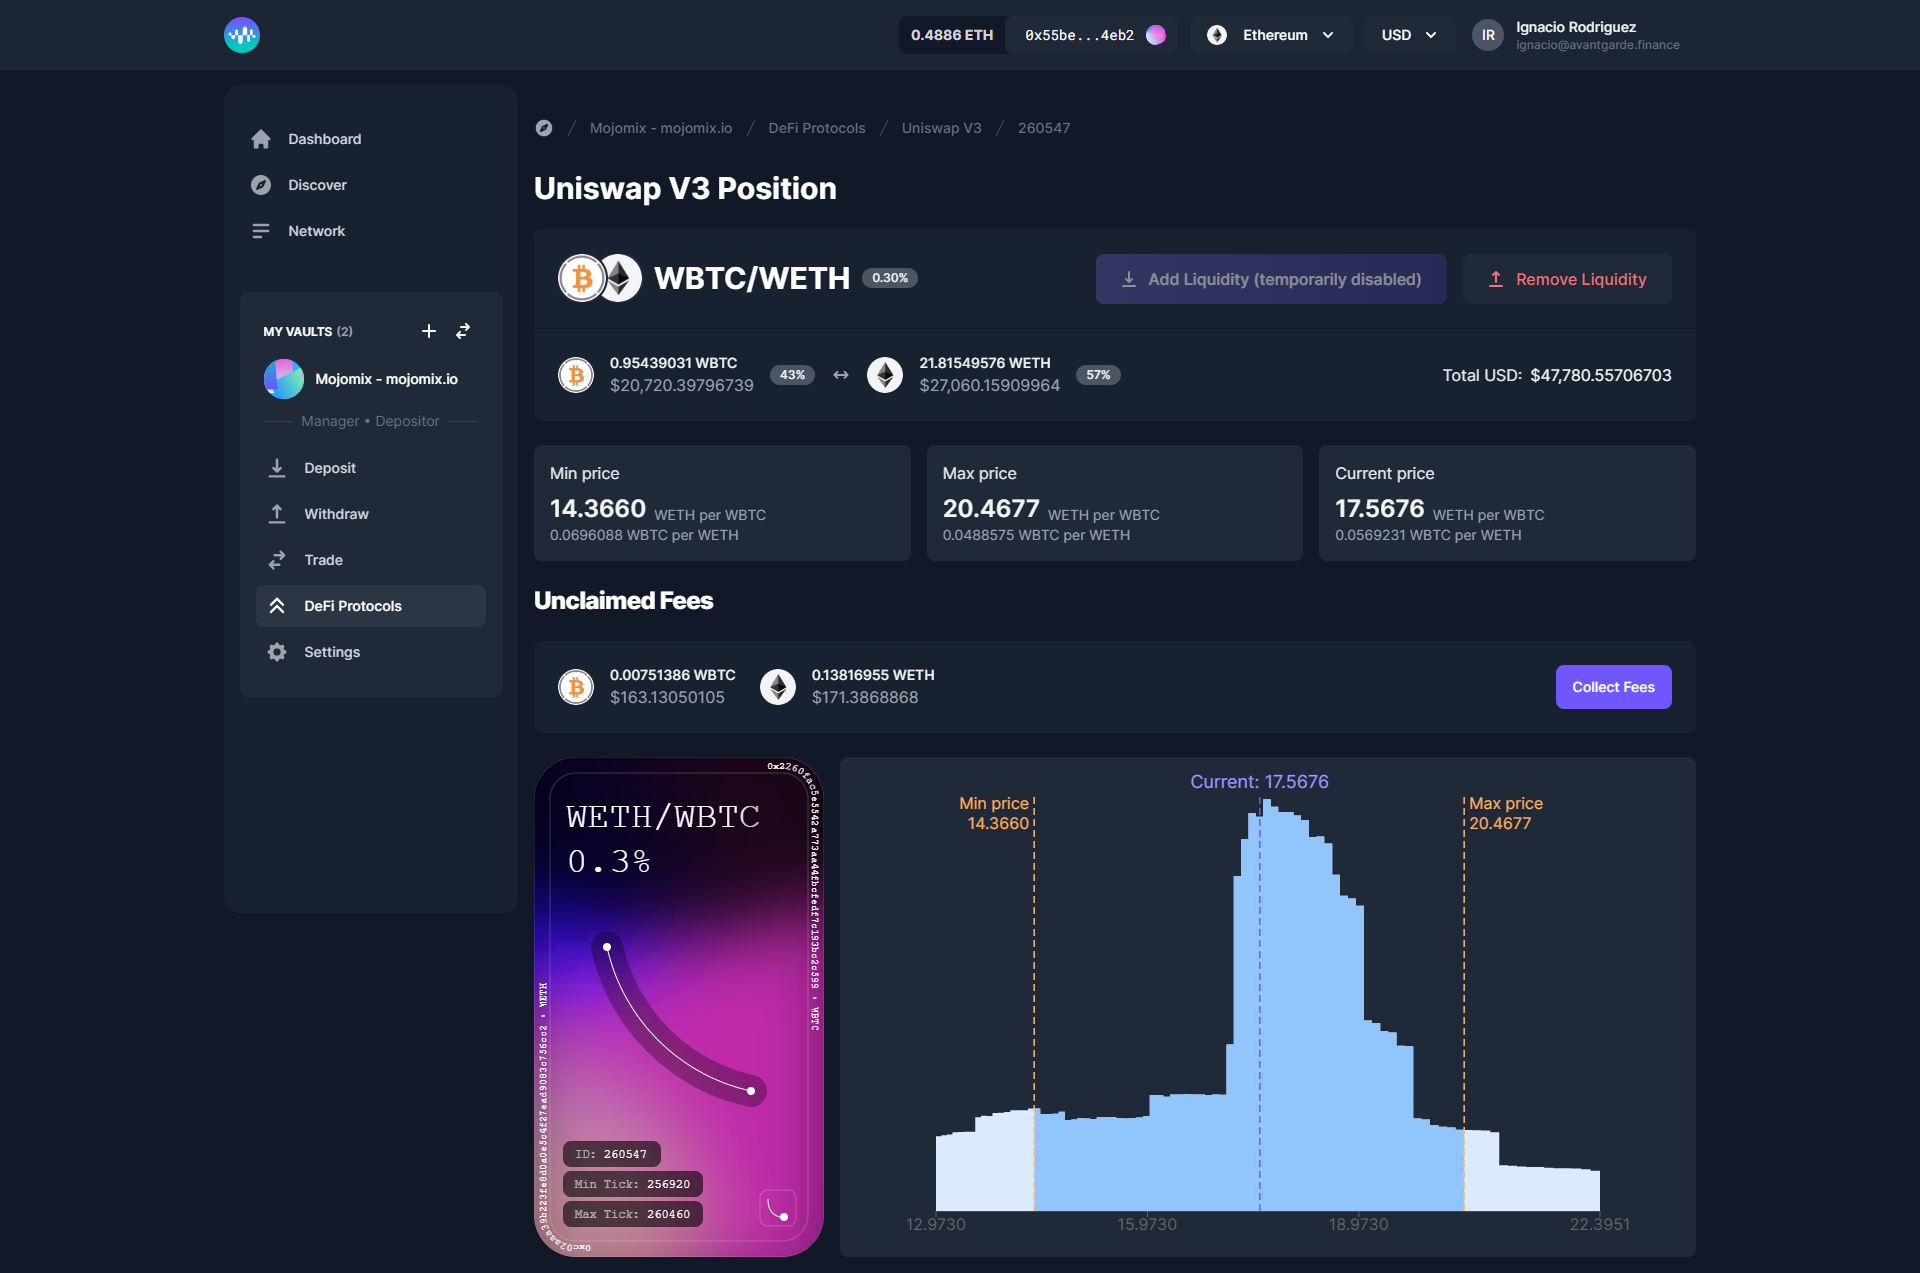 0.4886 ETH
0x55be...4eb2
Ethereum
USD
IR
Ignacio Rodriguez
ignacio@avantgarde.finance
Dashboard
Discover
Network
MY VAULTS (2)
Mojomix - mojomix.io
Manager • Depositor
Deposit
Withdraw
Trade
DeFi Protocols
Settings
/ Mojomix - mojomix.io / DeFi Protocols / Uniswap V3 / 260547
Uniswap V3 Position
WBTC/WETH 0.30%
Add Liquidity (temporarily disabled)
Remove Liquidity
0.95439031 WBTC
$20,720.39796739
43%
21.81549576 WETH
$27,060.15909964
57%
Total USD: $47,780.55706703
Min price
14.3660 WETH per WBTC
0.0696088 WBTC per WETH
Max price
20.4677 WETH per WBTC
0.0488575 WBTC per WETH
Current price
17.5676 WETH per WBTC
0.0569231 WBTC per WETH
Unclaimed Fees
0.00751386 WBTC
$163.13050105
0.13816955 WETH
$171.3868868
Collect Fees
WETH/WBTC
0.3%
• WBTC
• WETH
ID: 260547
Min Tick: 256920
Max Tick: 260460
Current: 17.5676
Min price
14.3660
Max price
20.4677
12.9730
15.9730
18.9730
22.3951